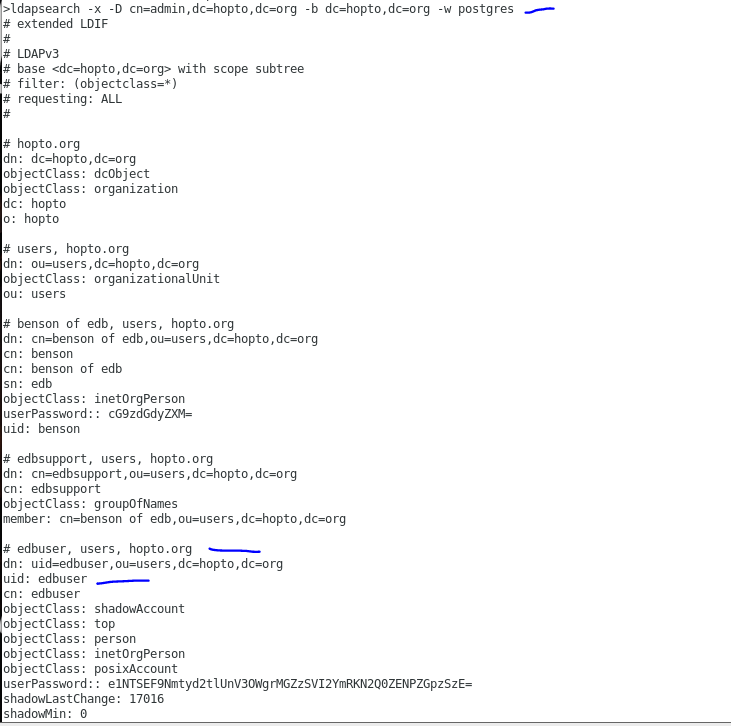 >ldapsearch -x -D cn=admin,dc=hopto,dc=org -b dc=hopto,dc=org -w postgres
# extended LDIF
#
# LDAPv3
# base <dc=hopto,dc=org> with scope subtree
# filter: (objectclass=*)
# requesting: ALL
#
# hopto.org
dn: dc=hopto,dc=org
objectClass: dcObject
objectClass: organization
dc: hopto
o: hopto
# users, hopto.org
dn: ou=users,dc=hopto,dc=org
objectClass: organizationalUnit
ou: users
# benson of edb, users, hopto.org
dn: cn=benson of edb,ou=users,dc=hopto,dc=org
cn: benson
cn: benson of edb
sn: edb
objectClass: inetOrgPerson
userPassword:: cG9zdGdyZXM=
uid: benson
# edbsupport, users, hopto.org
dn: cn=edbsupport,ou=users,dc=hopto,dc=org
cn: edbsupport
objectClass: groupOfNames
member: cn=benson of edb,ou=users,dc=hopto,dc=org
# edbuser, users, hopto.org
dn: uid=edbuser,ou=users,dc=hopto,dc=org
uid: edbuser
cn: edbuser
objectClass: shadowAccount
objectClass: top
objectClass: person
objectClass: inetOrgPerson
objectClass: posixAccount
userPassword:: e1NTSEF9Nmtyd2tlUnV3OWgrMGZzSVI2YmRKN2Q0ZENPZGpzSzE=
shadowLastChange: 17016
shadowMin: 0